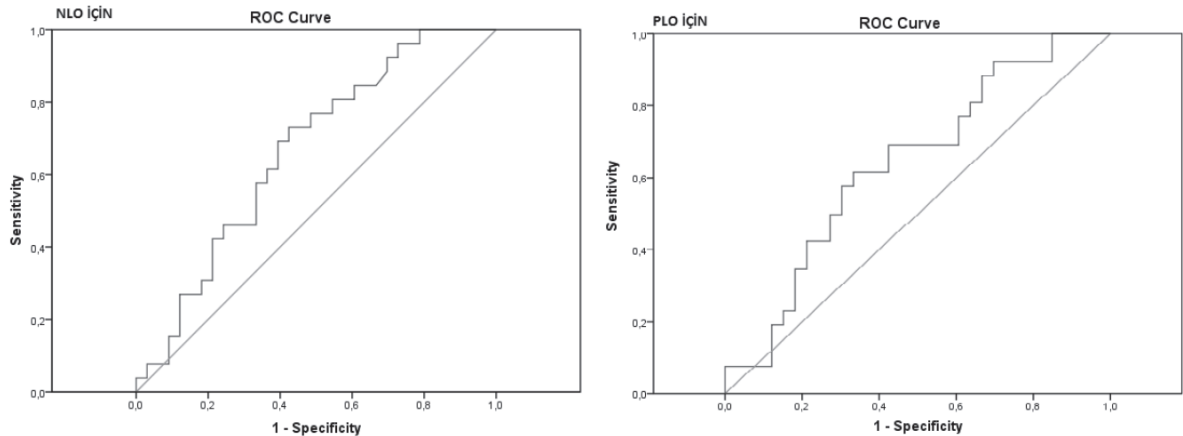 NLO İÇİN
ROC Curve
1,0
0,8
0,6
0,4
0,2
0,0
Sensitivity
0,0 0,2 0,4 0,6 0,8 1,0
1 - Specificity
PLO İÇİN
ROC Curve
1,0
0,8
0,6
0,4
0,2
0,0
Sensitivity
0,0 0,2 0,4 0,6 0,8 1,0
1 - Specificity